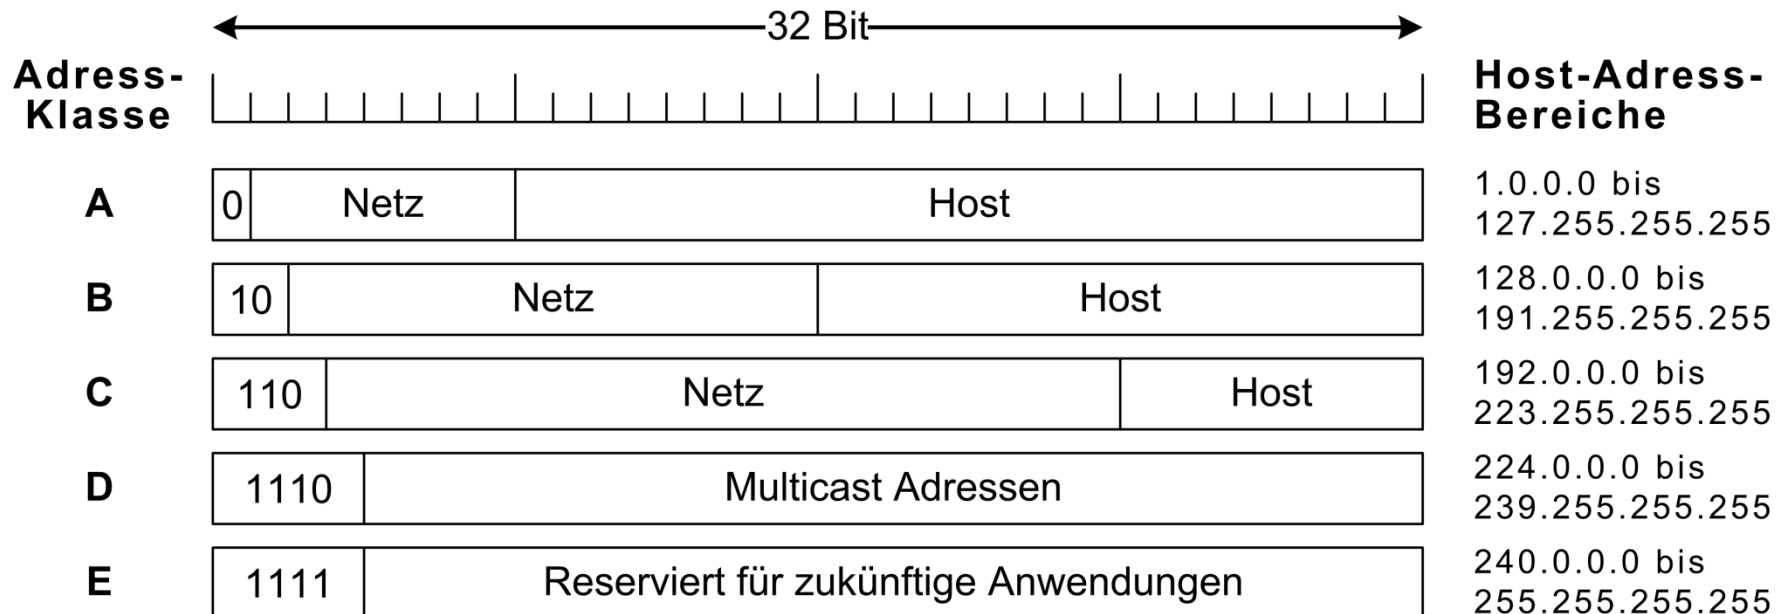 32 Bit
Adress-
Klasse
Host-Adress-
Bereiche
A
0
Netz
Host
1.0.0.0 bis
127.255.255.255
B
10
Netz
Host
128.0.0.0 bis
191.255.255.255
C
110
Netz
Host
192.0.0.0 bis
223.255.255.255
D
1110
Multicast Adressen
224.0.0.0 bis
239.255.255.255
E
1111
Reserviert für zukünftige Anwendungen
240.0.0.0 bis
255.255.255.255